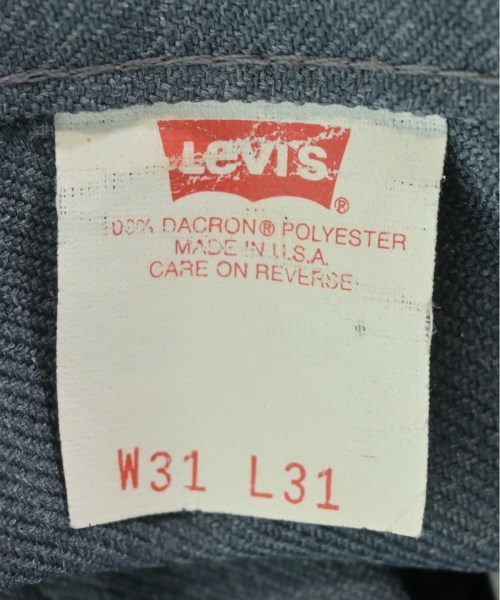 LEVI'S®
100% DACRON® POLYESTER
MADE IN U.S.A.
CARE ON REVERSE
W31 L31